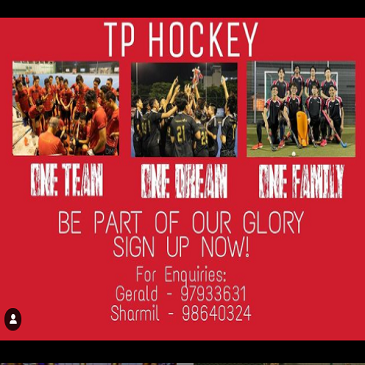 TP HOCKEY
ONE TEAM ONE DREAM ONE FAMILY
BE PART OF OUR GLORY
SIGN UP NOW!
For Enquiries:
Gerald - 97933631
Sharmil - 98640324